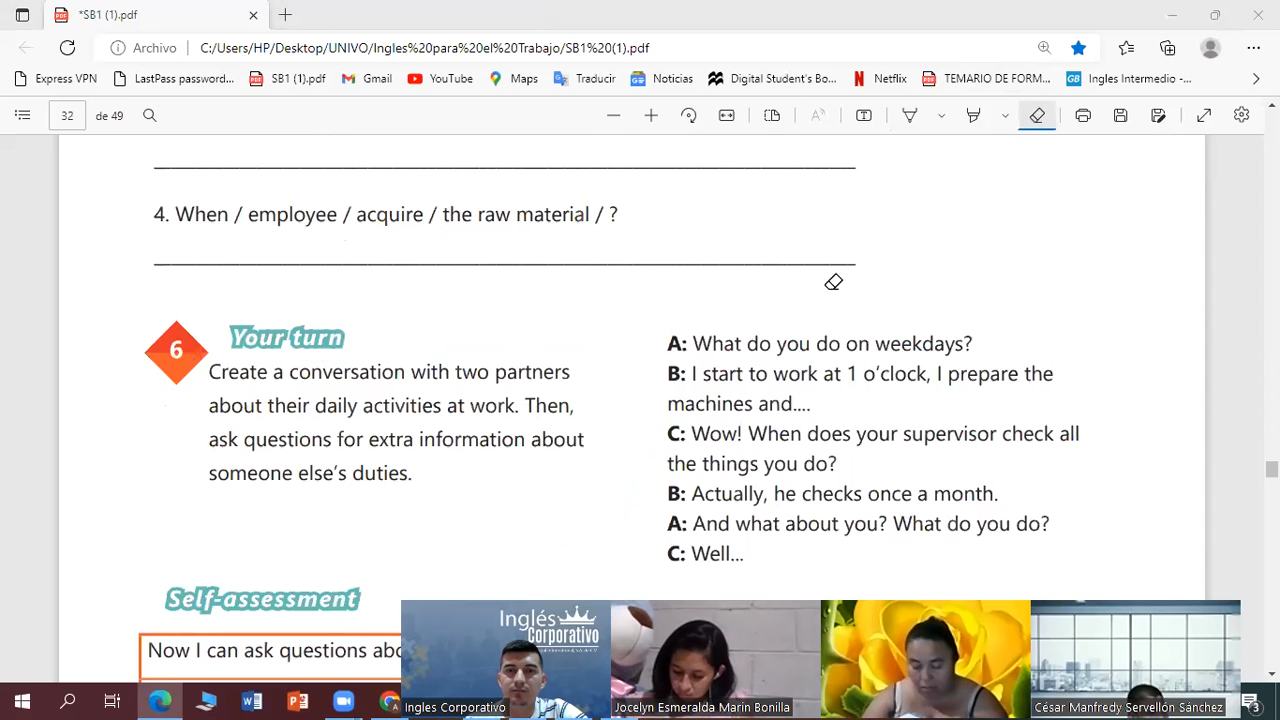 *SB1 (1).pdf
Archivo
C:/Users/HP/Desktop/UNIVO/Ingles%20para%20el%20Trabajo/SB1%20(1).pdf
Express VPN
LastPass password...
SB1 (1).pdf
Gmail
YouTube
Maps
Traducir
Noticias
Digital Student's Bo...
Netflix
TEMARIO DE FORM...
Ingles Intermedio -...
32
de 49
4. When / employee / acquire / the raw material / ?
6
Your turn
Create a conversation with two partners
about their daily activities at work. Then,
ask questions for extra information about
someone else's duties.
A: What do you do on weekdays?
B: I start to work at 1 o'clock, I prepare the
machines and....
C: Wow! When does your supervisor check all
the things you do?
B: Actually, he checks once a month.
A: And what about you? What do you do?
C: Well...
Self-assessment
Now I can ask questions abo
Inglés
Corporativo
Ingles Corporativo
Jocelyn Esmeralda Marin Bonilla
César Manfredy Servellón Sánchez
3